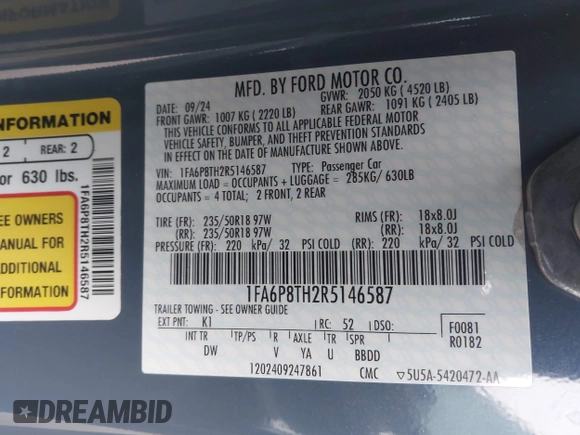 INFORMATION
NFORMATION
2 REAR: 2
or 630 lbs.
EE OWNERS
MANUAL FOR
ADDITIONAL
FORMATION
1FA6P8TH2R5146587
MFD. BY FORD MOTOR CO.
09/24 GVWR: 2050 KG ( 4520 LB)
FRONT GAWR: 1007 KG ( 2220 LB) REAR GAWR: 1091 KG ( 2405 LB)
THIS VEHICLE CONFORMS TO ALL APPLICABLE FEDERAL MOTOR
VEHICLE SAFETY, BUMPER, AND THEFT PREVENTION STANDARDS
IN EFFECT ON THE DATE OF MANUFACTURE SHOWN ABOVE.
VIN: 1FA6P8TH2R5146587 TYPE: Passenger Car
MAXIMUM LOAD = OCCUPANTS + LUGGAGE = 285KG/ 630LB
OCCUPANTS = 4 TOTAL; 2 FRONT, 2 REAR
TIRE (FR): 235/50R18 97W RIMS (FR): 18x8.0J
(RR): 235/50R18 97W (RR): 18x8.0J
PRESSURE (FR): 220 kPa/ 32 PSI COLD (RR): 220 kPa/ 32 PSI COLD
1FA6P8TH2R5146587
TRAILER TOWING - SEE OWNER GUIDE
EXT PNT: K1 RC: 52 DSO: F0081
INT TR TP/PS R AXLE TR SPR R0182
DW V YA U BBDD
1202409247861 CMC ▽5U5A-5420472-AA
DREAMBID